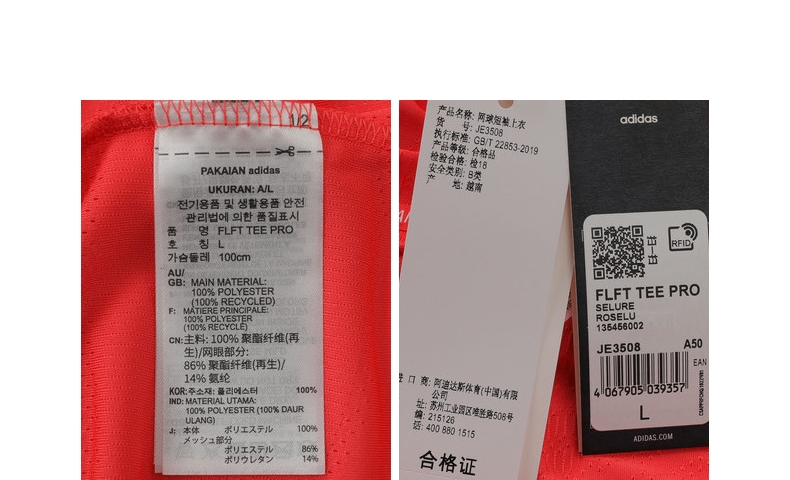 1/2
PAKAIAN adidas
UKURAN: A/L
전기용품 및 생활용품 안전
관리법에 의한 품질표시
품 명 FLFT TEE PRO
호 칭 L
가슴둘레 100cm
AU/
GB: MAIN MATERIAL:
100% POLYESTER
(100% RECYCLED)
F: MATIERE PRINCIPALE:
100% POLYESTER
(100% RECYCLÉ)
CN: 主料: 100% 聚酯纤维(再
生)/网眼部分:
86% 聚酯纤维(再生)/
14% 氨纶
KOR: 주소재: 폴리에스터 100%
IND: MATERIAL UTAMA:
100% POLYESTER (100% DAUR
ULANG)
J: 本体 ポリエステル 100%
メッシュ部分
ポリエステル 86%
ポリウレタン 14%
产品名称: 网球短袖上衣
货 号: JE3508
执行标准: GB/T 22853-2019
产品等级: 合格品
检验合格: 检18
安全类别: B类
产 地: 越南
进 口 商: 阿迪达斯体育(中国)有限
公司
址: 苏州工业园区唯胜路508号
编: 215126
话: 400 880 1515
合格证
adidas
RFID
FLFT TEE PRO
SELURE
ROSELU
135456002
JE3508 A50
EAN
4 067905 039357
L
ADIDAS.COM